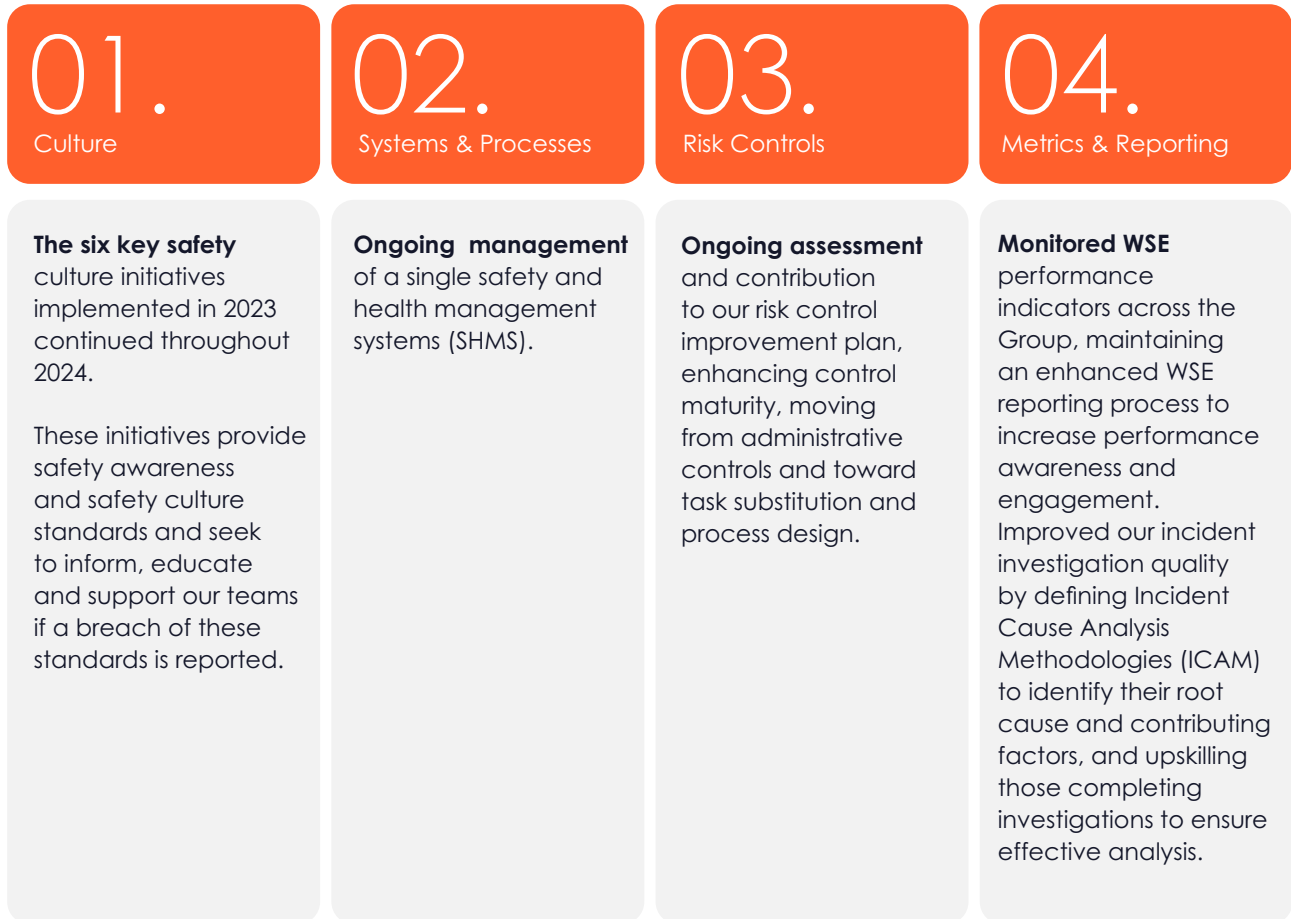 01.
Culture
02.
Systems & Processes
03.
Risk Controls
04.
Metrics & Reporting
The six key safety
culture initiatives
implemented in 2023
continued throughout
2024.
These initiatives provide
safety awareness
and safety culture
standards and seek
to inform, educate
and support our teams
if a breach of these
standards is reported.
Ongoing management
of a single safety and
health management
systems (SHMS).
Ongoing assessment
and contribution
to our risk control
improvement plan,
enhancing control
maturity, moving
from administrative
controls and toward
task substitution and
process design.
Monitored WSE
performance
indicators across the
Group, maintaining
an enhanced WSE
reporting process to
increase performance
awareness and
engagement.
Improved our incident
investigation quality
by defining Incident
Cause Analysis
Methodologies (ICAM)
to identify their root
cause and contributing
factors, and upskilling
those completing
investigations to ensure
effective analysis.